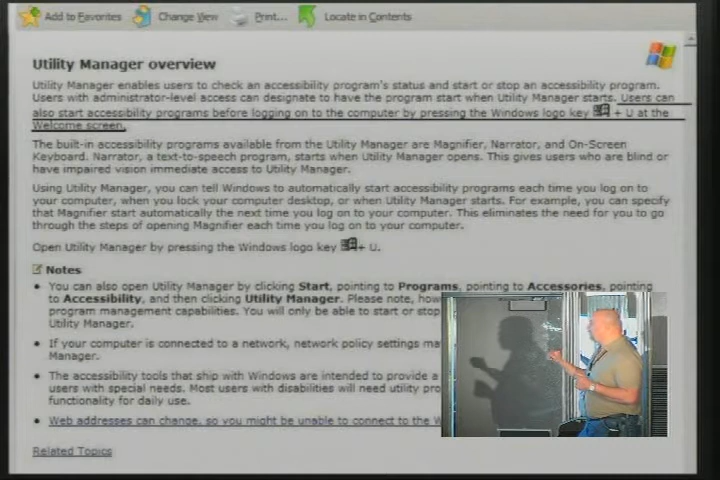 Add to Favorites Change View Print... Locate in Contents
Utility Manager overview
Utility Manager enables users to check an accessibility program's status and start or stop an accessibility program.
Users with administrator-level access can designate to have the program start when Utility Manager starts. Users can
also start accessibility programs before logging on to the computer by pressing the Windows logo key + U at the
Welcome screen.
The built-in accessibility programs available from the Utility Manager are Magnifier, Narrator, and On-Screen
Keyboard. Narrator, a text-to-speech program, starts when Utility Manager opens. This gives users who are blind or
have impaired vision immediate access to Utility Manager.
Using Utility Manager, you can tell Windows to automatically start accessibility programs each time you log on to
your computer, when you lock your computer desktop, or when Utility Manager starts. For example, you can specify
that Magnifier start automatically the next time you log on to your computer. This eliminates the need for you to go
through the steps of opening Magnifier each time you log on to your computer.
Open Utility Manager by pressing the Windows logo key + U.
Notes
• You can also open Utility Manager by clicking Start, pointing to Programs, pointing to Accessories, pointing
to Accessibility, and then clicking Utility Manager. Please note, how
program management capabilities. You will only be able to start or stop
Utility Manager.
• If your computer is connected to a network, network policy settings ma
Manager.
• The accessibility tools that ship with Windows are intended to provide a
users with special needs. Most users with disabilities will need utility pro
functionality for daily use.
• Web addresses can change, so you might be unable to connect to the W
Related Topics